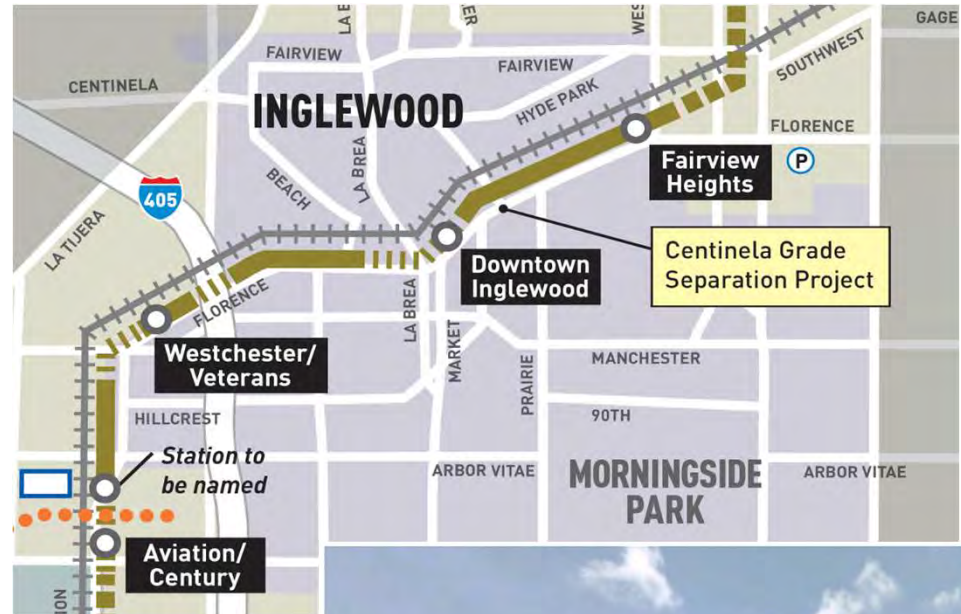 GAGE
SOUTHWEST
FAIRVIEW
FAIRVIEW
CENTINELA
INGLEWOOD
HYDE PARK
FLORENCE
P
Fairview
Heights
LA BREA
BEACH
405
LA TIJERA
Centinela Grade
Separation Project
Downtown
Inglewood
FLORENCE
LA BREA
MARKET
PRAIRIE
Westchester/
Veterans
MANCHESTER
90TH
HILLCREST
Station to
be named
ARBOR VITAE
MORNINGSIDE
PARK
ARBOR VITAE
Aviation/
Century